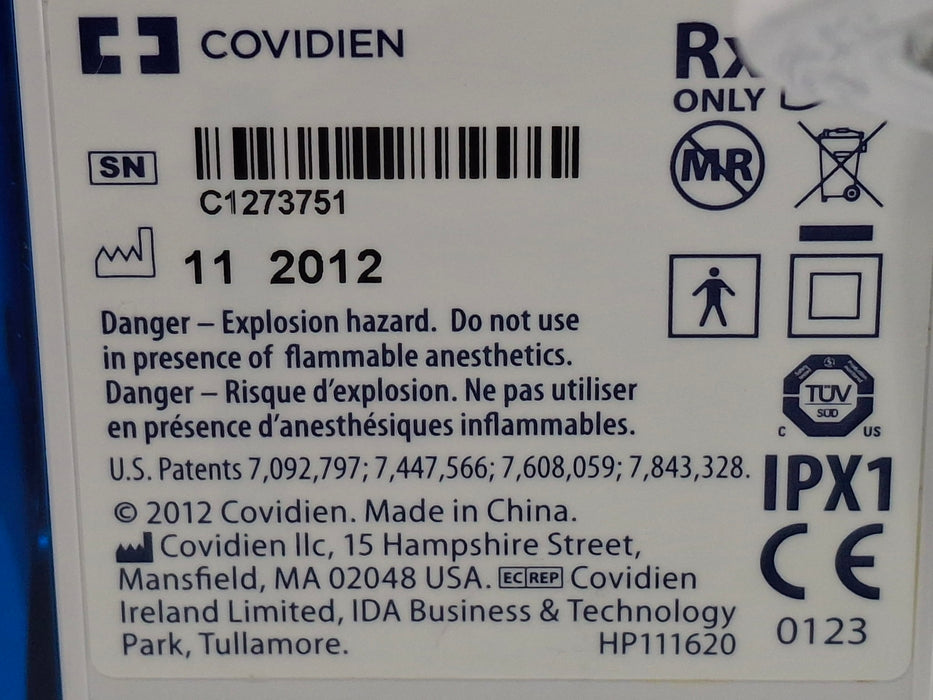 COVIDIEN
Rx
ONLY
SN
C1273751
MR
11 2012
Danger – Explosion hazard. Do not use
in presence of flammable anesthetics.
Danger – Risque d'explosion. Ne pas utiliser
en présence d'anesthésiques inflammables.
TÜV
SÜD
C US
U.S. Patents 7,092,797; 7,447,566; 7,608,059; 7,843,328.
IPX1
© 2012 Covidien. Made in China.
Covidien llc, 15 Hampshire Street,
Mansfield, MA 02048 USA. EC REP Covidien
Ireland Limited, IDA Business & Technology
Park, Tullamore. HP111620
CE
0123